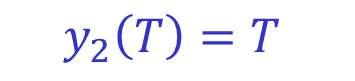 y₂(T) = T